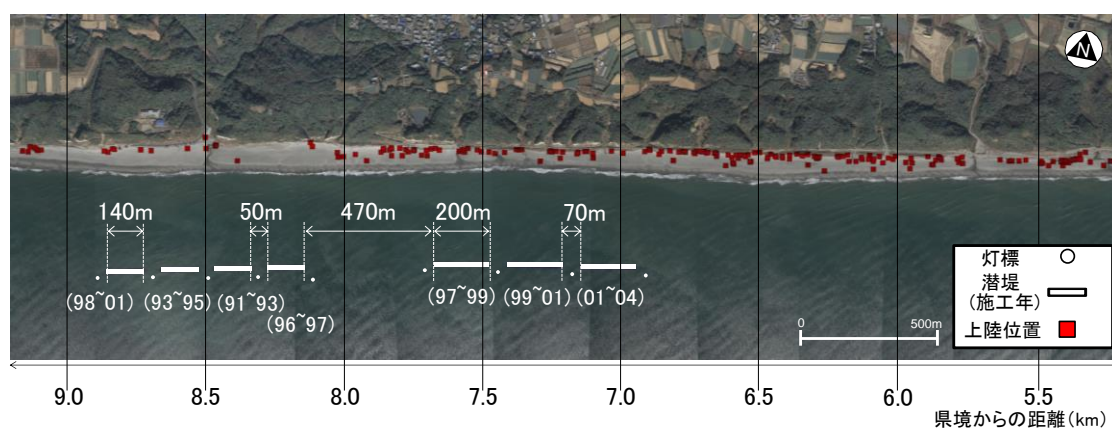 N
140m
50m
470m
200m
70m
(98~01)
(93~95)
(91~93)
(96~97)
(97~99)
(99~01)
(01~04)
0
500m
灯標
潜堤
(施工年)
上陸位置
9.0
8.5
8.0
7.5
7.0
6.5
6.0
5.5
県境からの距離(km)